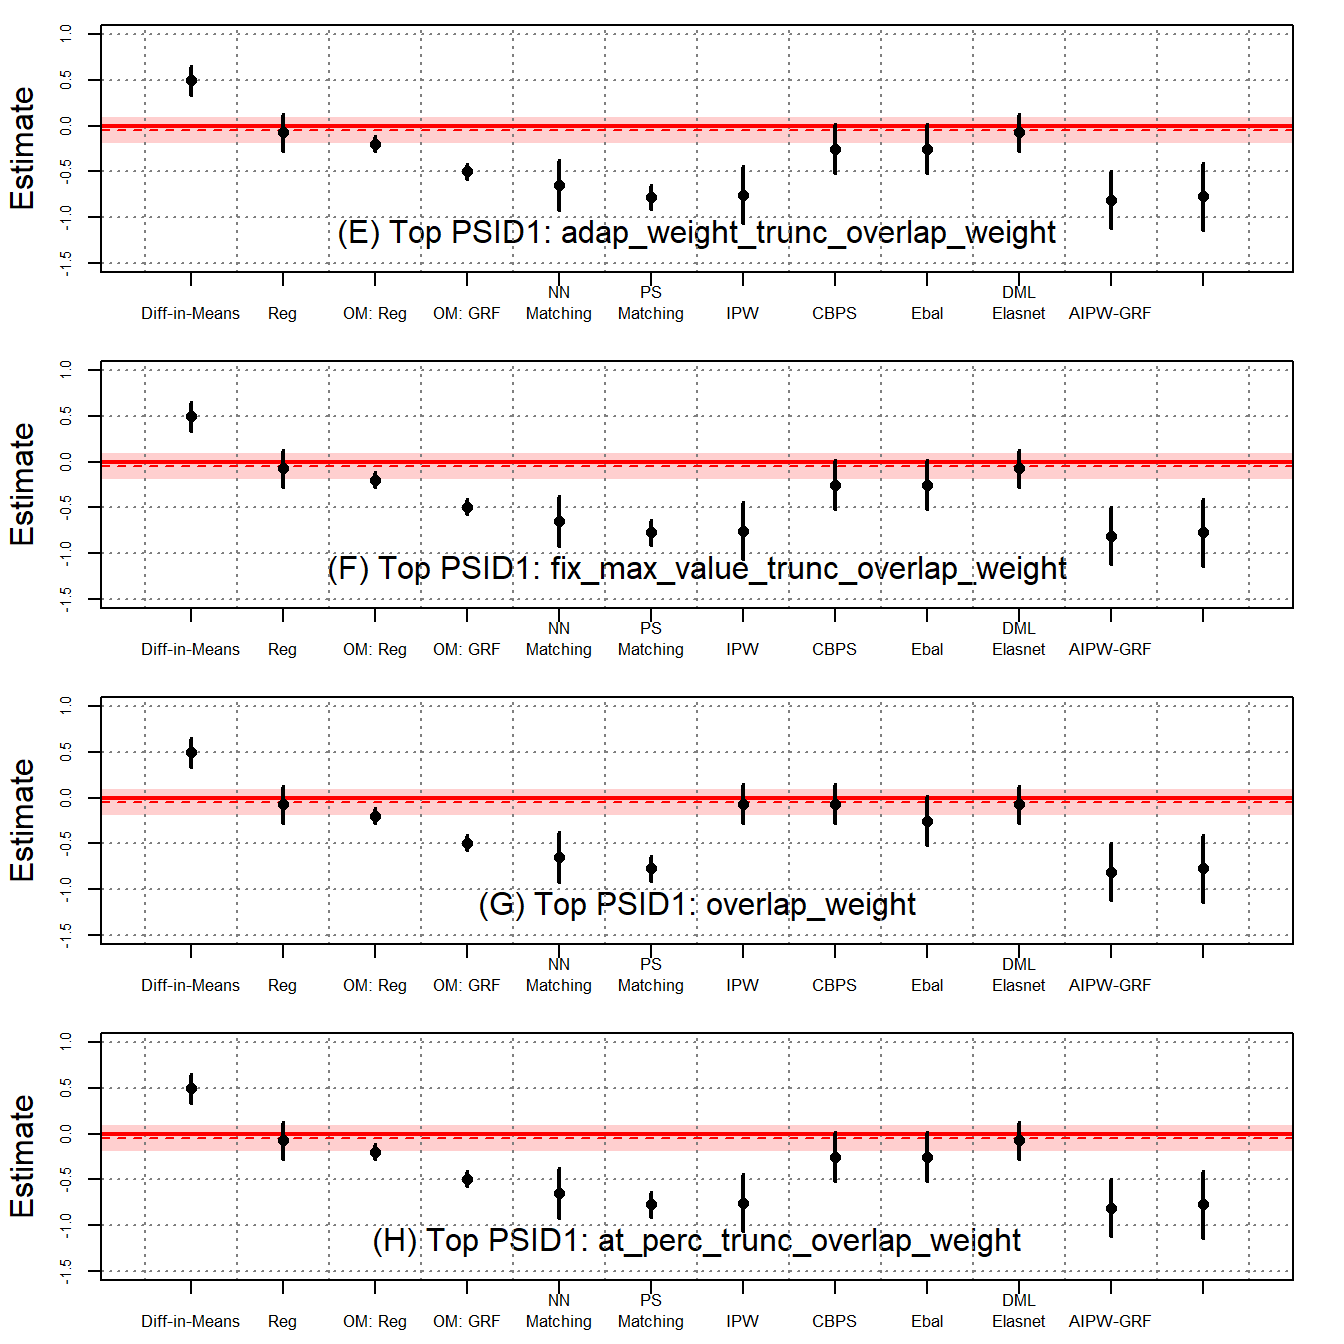 1.0
0.5
0.0
-0.5
-1.0
-1.5
Estimate
(E) Top PSID1: adap_weight_trunc_overlap_weight
NN PS DML
Diff-in-Means Reg OM: Reg OM: GRF Matching Matching IPW CBPS Ebal Elasnet AIPW-GRF
1.0
0.5
0.0
-0.5
-1.0
-1.5
Estimate
(F) Top PSID1: fix_max_value_trunc_overlap_weight
NN PS DML
Diff-in-Means Reg OM: Reg OM: GRF Matching Matching IPW CBPS Ebal Elasnet AIPW-GRF
1.0
0.5
0.0
-0.5
-1.0
-1.5
Estimate
(G) Top PSID1: overlap_weight
NN PS DML
Diff-in-Means Reg OM: Reg OM: GRF Matching Matching IPW CBPS Ebal Elasnet AIPW-GRF
1.0
0.5
0.0
-0.5
-1.0
-1.5
Estimate
(H) Top PSID1: at_perc_trunc_overlap_weight
NN PS DML
Diff-in-Means Reg OM: Reg OM: GRF Matching Matching IPW CBPS Ebal Elasnet AIPW-GRF